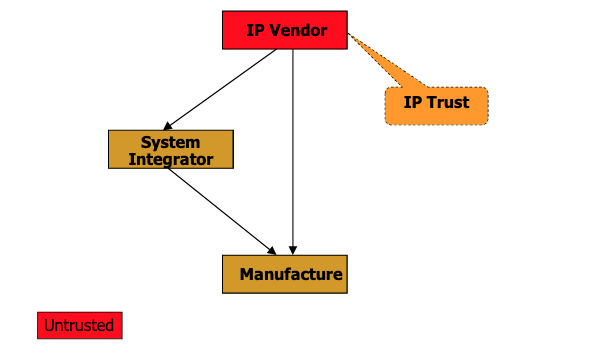 IP Vendor
IP Trust
System
Integrator
Manufacture
Untrusted